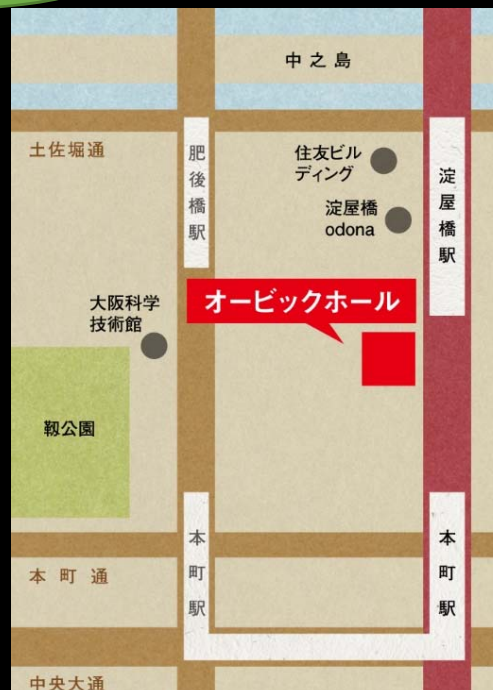 中之島
土佐堀通
肥後橋駅
住友ビル
ディング
淀屋橋
odona
淀屋橋駅
大阪科学
技術館
オービックホール
靱公園
本町駅
本町駅
本町通
中央大通